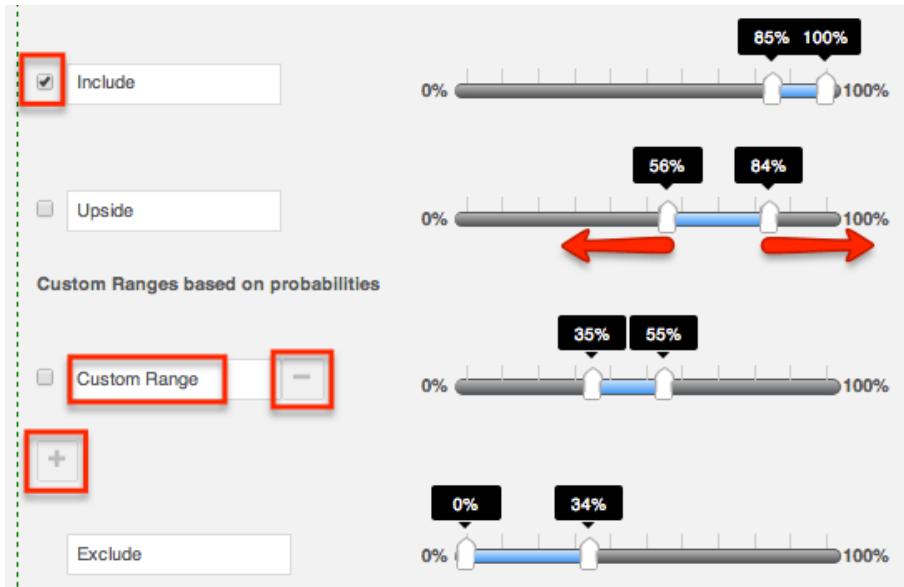 85% 100%
Include
0% 100%
56% 84%
Upside
0% 100%
Custom Ranges based on probabilities
35% 55%
Custom Range −
0% 100%
+
0% 34%
Exclude
0% 100%